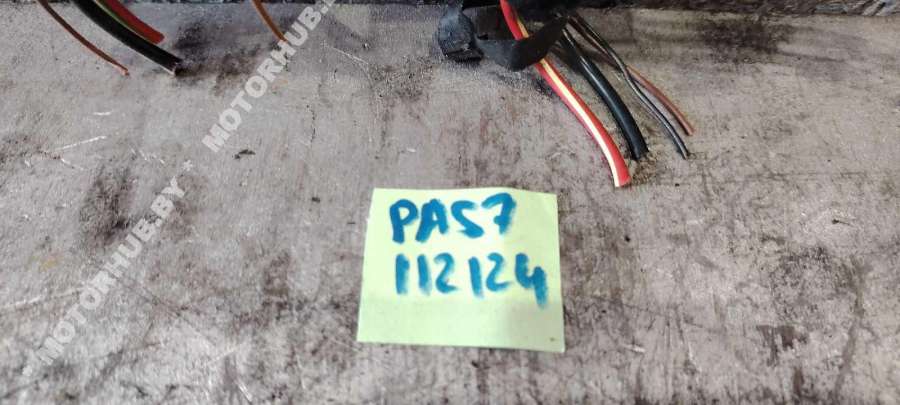 PAS7
112124
MOTORHUB.BY * MOTORHUB.BY
*MOTORHUB.BY